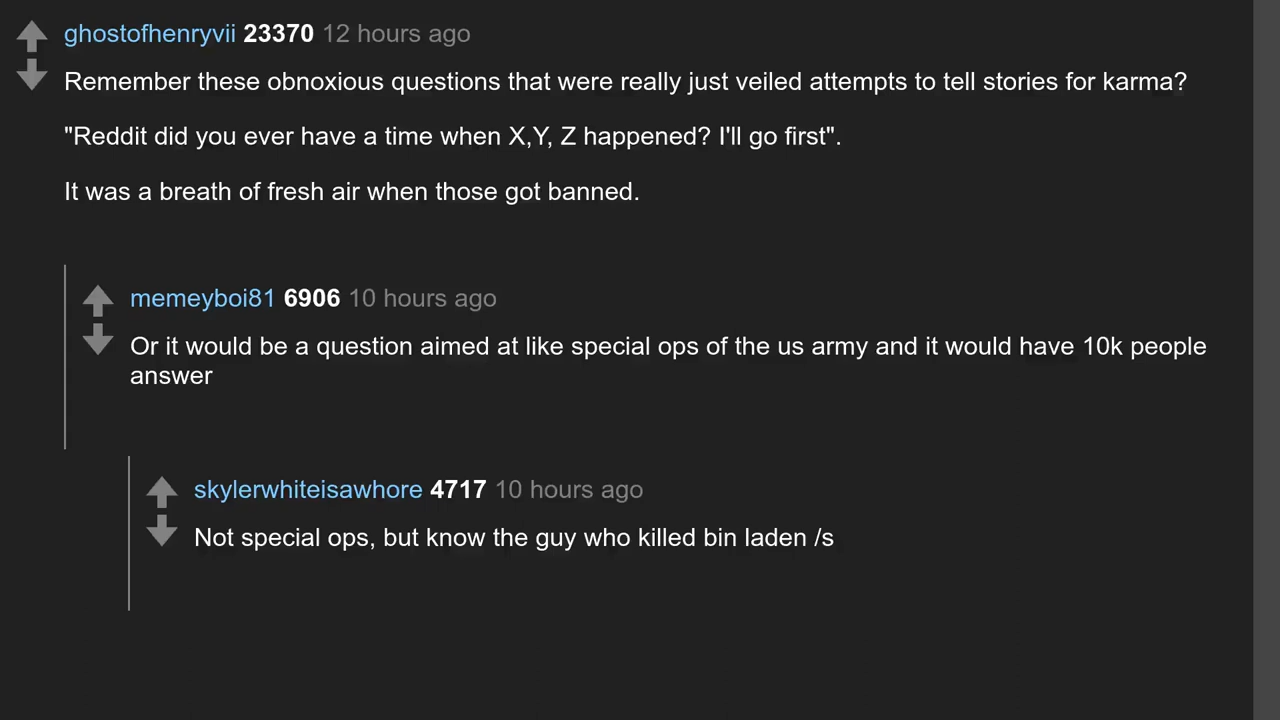 ghostofhenryvii 23370 12 hours ago
Remember these obnoxious questions that were really just veiled attempts to tell stories for karma?
"Reddit did you ever have a time when X,Y, Z happened? I'll go first".
It was a breath of fresh air when those got banned.
memeyboi81 6906 10 hours ago
Or it would be a question aimed at like special ops of the us army and it would have 10k people
answer
skylerwhiteisawhore 4717 10 hours ago
Not special ops, but know the guy who killed bin laden /s